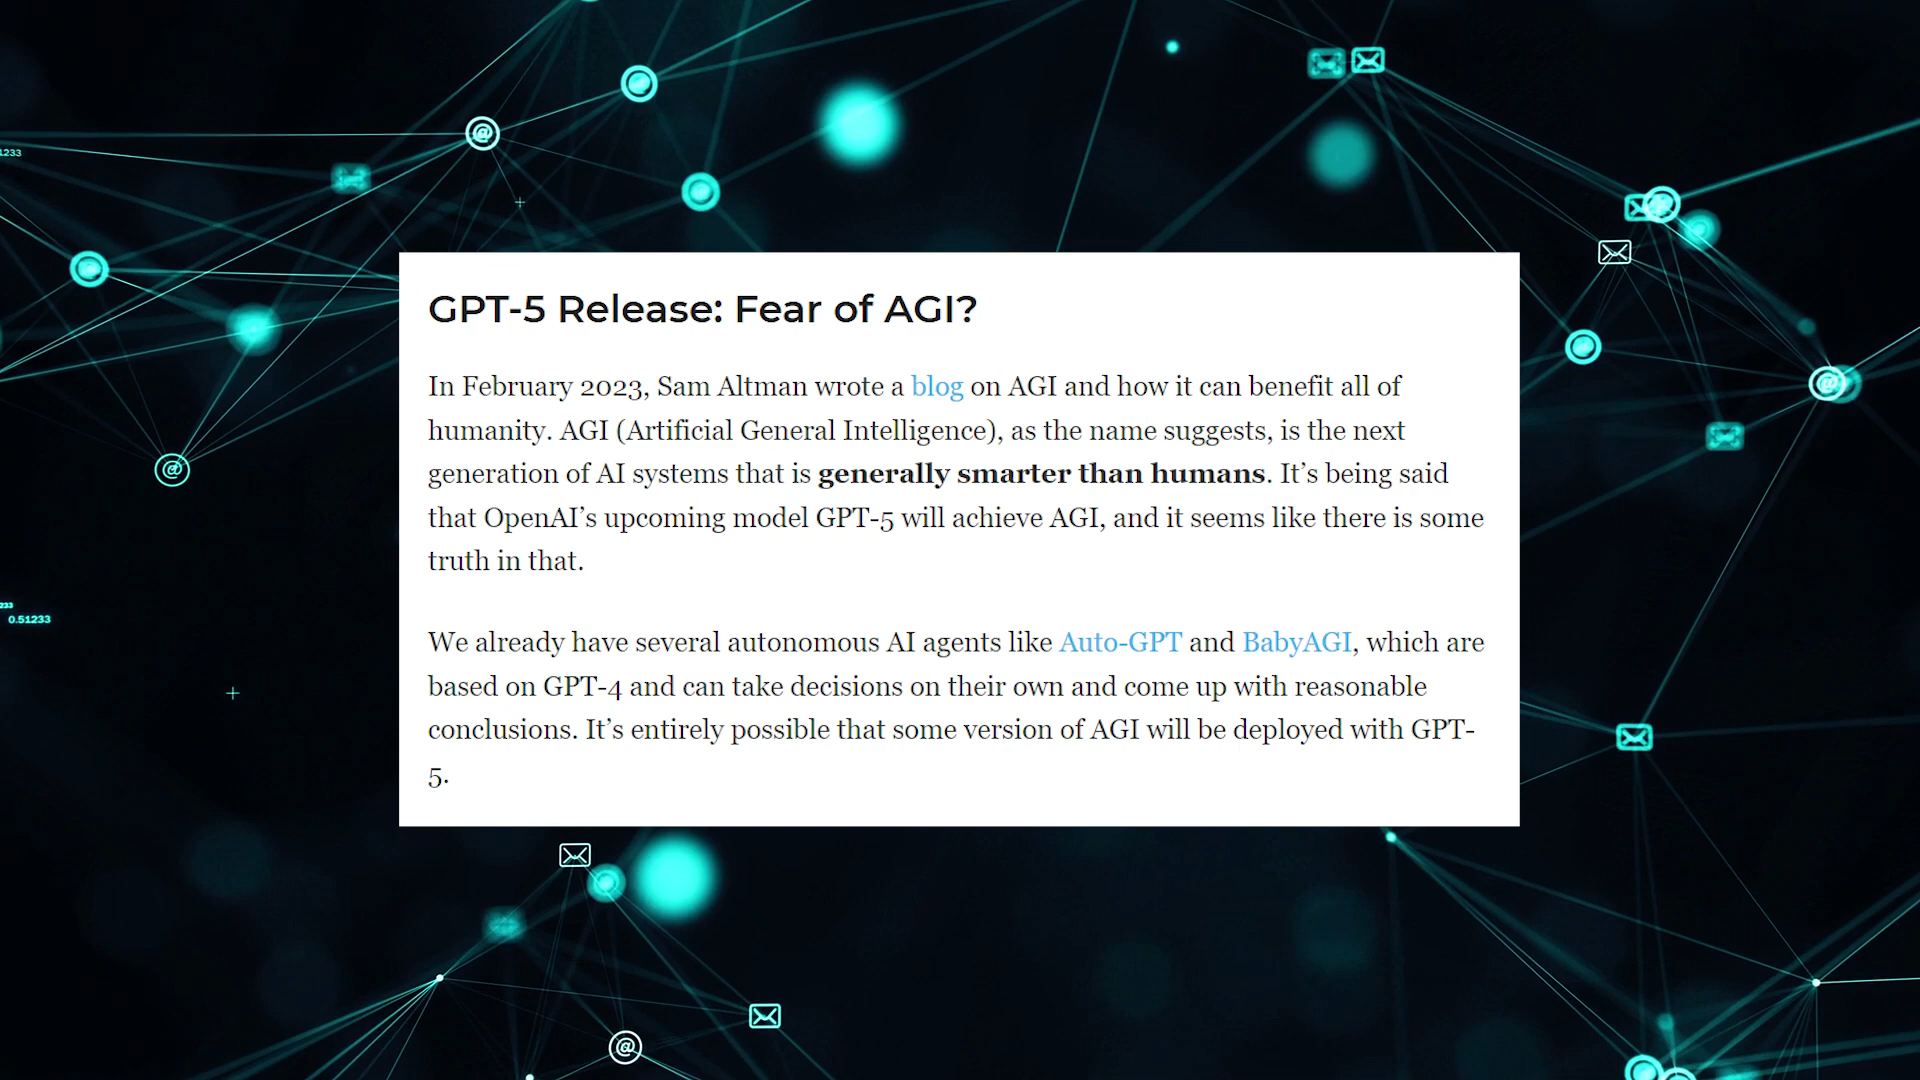 GPT-5 Release: Fear of AGI?
In February 2023, Sam Altman wrote a blog on AGI and how it can benefit all of
humanity. AGI (Artificial General Intelligence), as the name suggests, is the next
generation of AI systems that is generally smarter than humans. It’s being said
that OpenAI’s upcoming model GPT-5 will achieve AGI, and it seems like there is some
truth in that.
We already have several autonomous AI agents like Auto-GPT and BabyAGI, which are
based on GPT-4 and can take decisions on their own and come up with reasonable
conclusions. It’s entirely possible that some version of AGI will be deployed with GPT-
5.
1233
233
0.51233